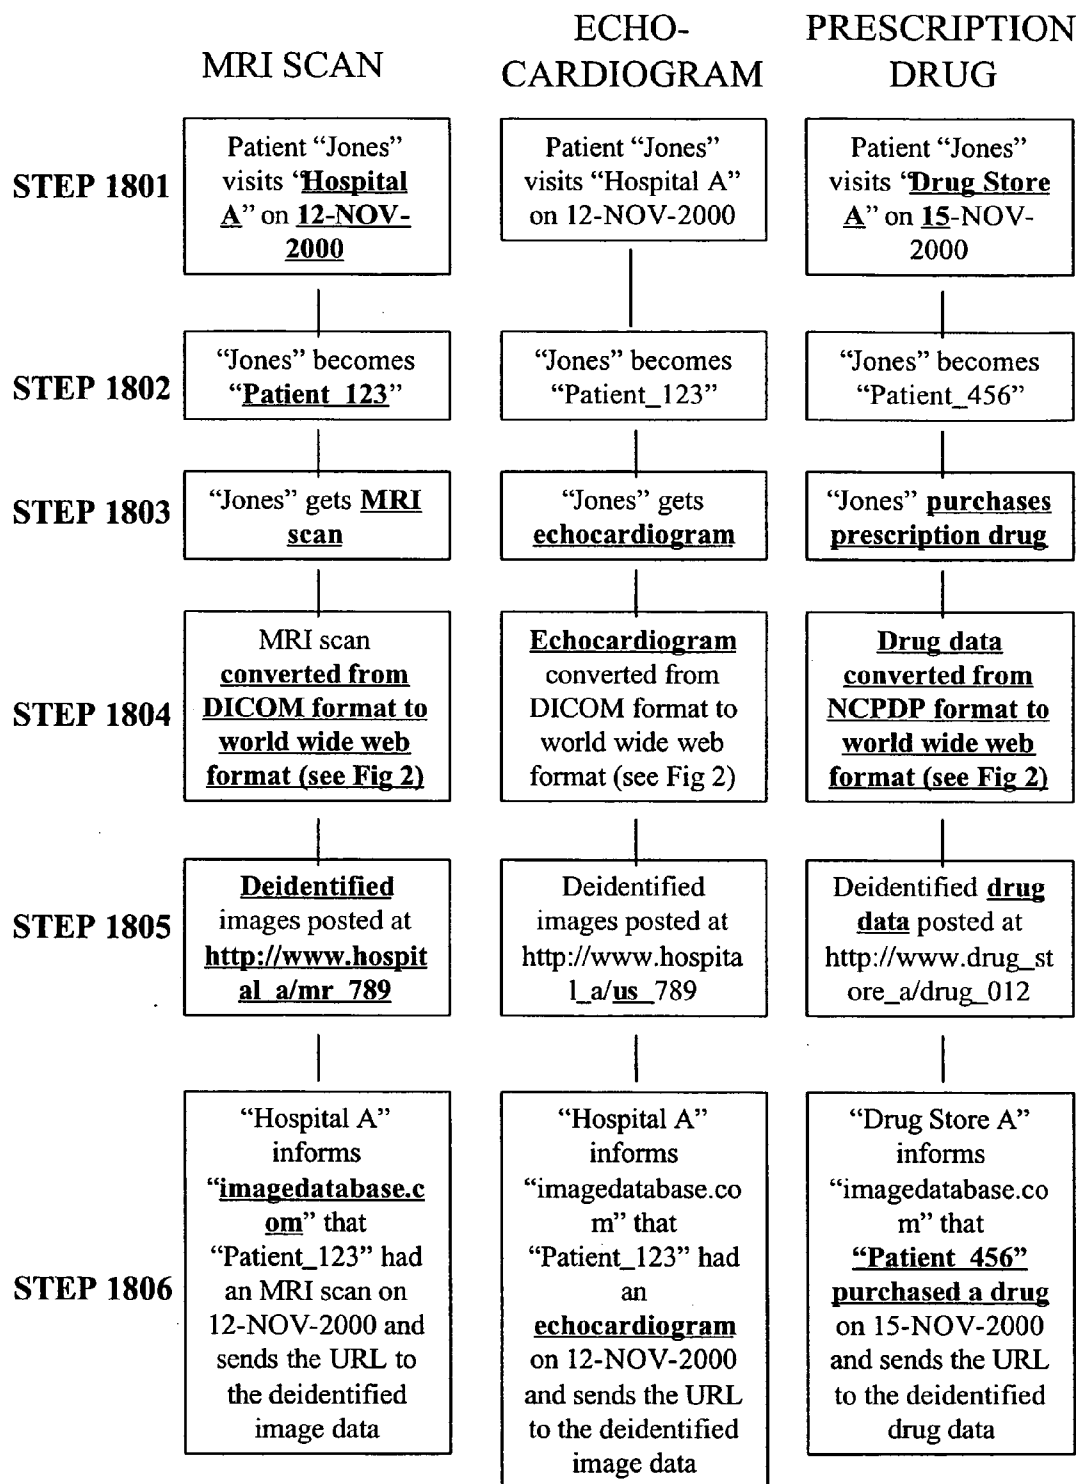 MRI SCAN
ECHO-
CARDIOGRAM
PRESCRIPTION
DRUG
STEP 1801
Patient “Jones”
visits “Hospital
A” on 12-NOV-
2000
Patient “Jones”
visits “Hospital A”
on 12-NOV-2000
Patient “Jones”
visits “Drug Store
A” on 15-NOV-
2000
STEP 1802
“Jones” becomes
“Patient_123”
“Jones” becomes
“Patient_123”
“Jones” becomes
“Patient_456”
STEP 1803
“Jones” gets MRI
scan
“Jones” gets
echocardiogram
“Jones” purchases
prescription drug
STEP 1804
MRI scan
converted from
DICOM format to
world wide web
format (see Fig 2)
Echocardiogram
converted from
DICOM format to
world wide web
format (see Fig 2)
Drug data
converted from
NCPDP format to
world wide web
format (see Fig 2)
STEP 1805
Deidentified
images posted at
http://www.hospit
al_a/mr_789
Deidentified
images posted at
http://www.hospita
l_a/us_789
Deidentified drug
data posted at
http://www.drug_st
ore_a/drug_012
STEP 1806
“Hospital A”
informs
“imagedatabase.c
om” that
“Patient_123” had
an MRI scan on
12-NOV-2000 and
sends the URL to
the deidentified
image data
“Hospital A”
informs
“imagedatabase.co
m” that
“Patient_123” had
an
echocardiogram
on 12-NOV-2000
and sends the URL
to the deidentified
image data
“Drug Store A”
informs
“imagedatabase.co
m” that
“Patient_456”
purchased a drug
on 15-NOV-2000
and sends the URL
to the deidentified
drug data